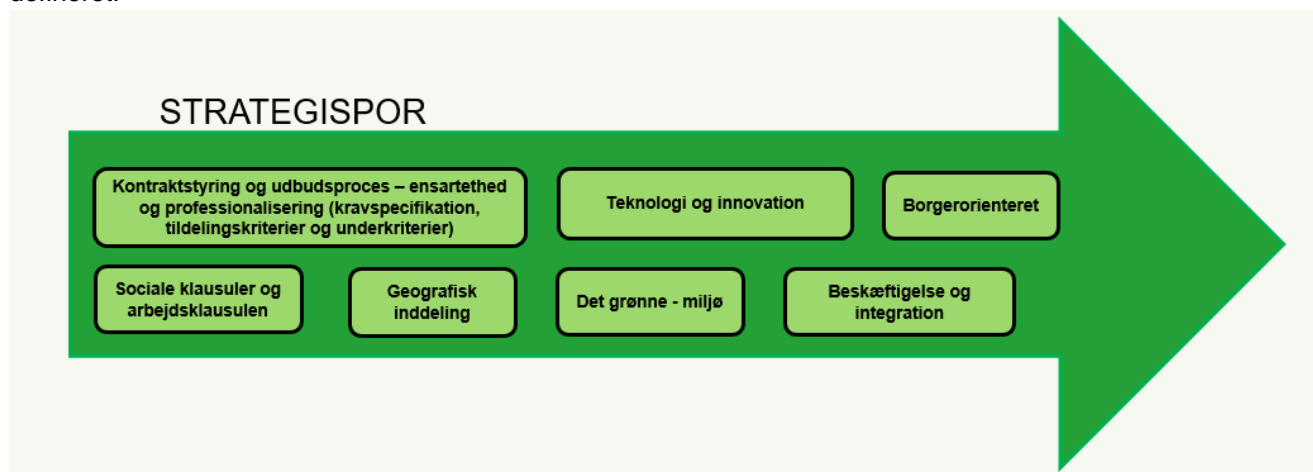 STRATEGISPOR
Kontraktstyring og udbudsproces – ensartethed
og professionalisering (kravspecifikation,
tildelingskriterier og underkriterier)
Teknologi og innovation
Borgerorienteret
Sociale klausuler og
arbejdsklausulen
Geografisk
inddeling
Det grønne - miljø
Beskæftigelse og
integration